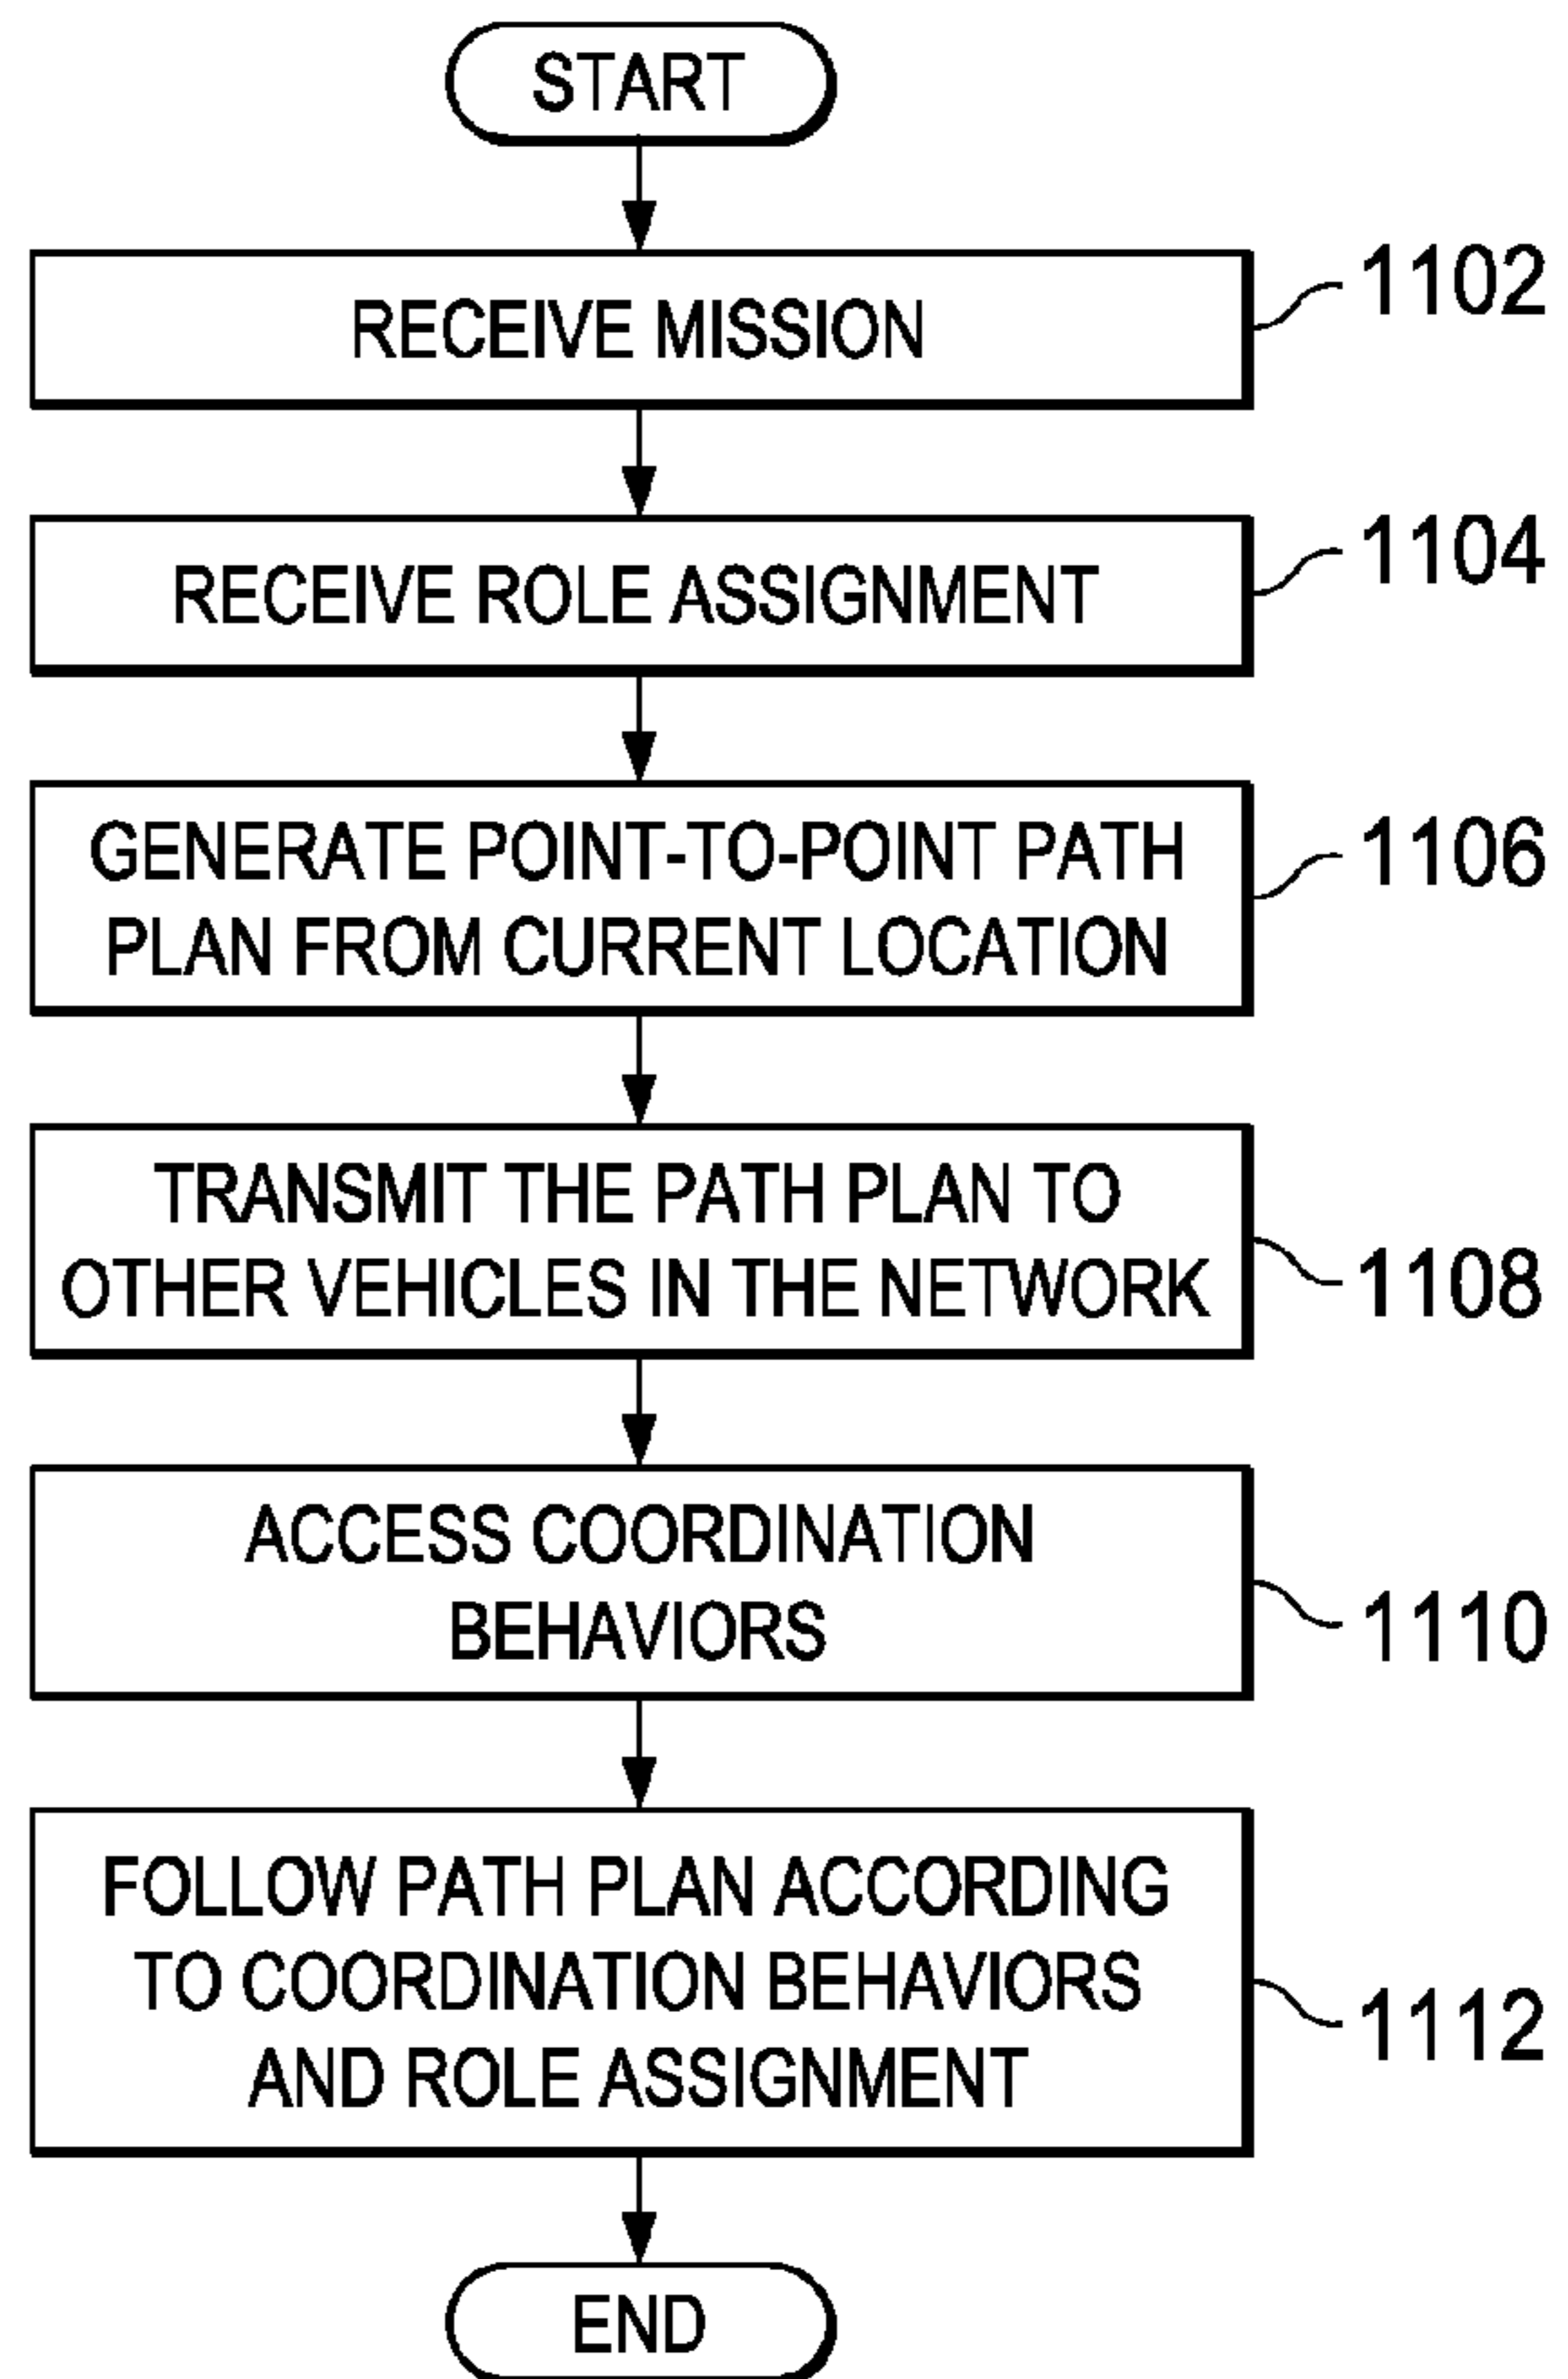 START
RECEIVE MISSION
1102
RECEIVE ROLE ASSIGNMENT
1104
GENERATE POINT-TO-POINT PATH
PLAN FROM CURRENT LOCATION
1106
TRANSMIT THE PATH PLAN TO
OTHER VEHICLES IN THE NETWORK
1108
ACCESS COORDINATION
BEHAVIORS
1110
FOLLOW PATH PLAN ACCORDING
TO COORDINATION BEHAVIORS
AND ROLE ASSIGNMENT
1112
END